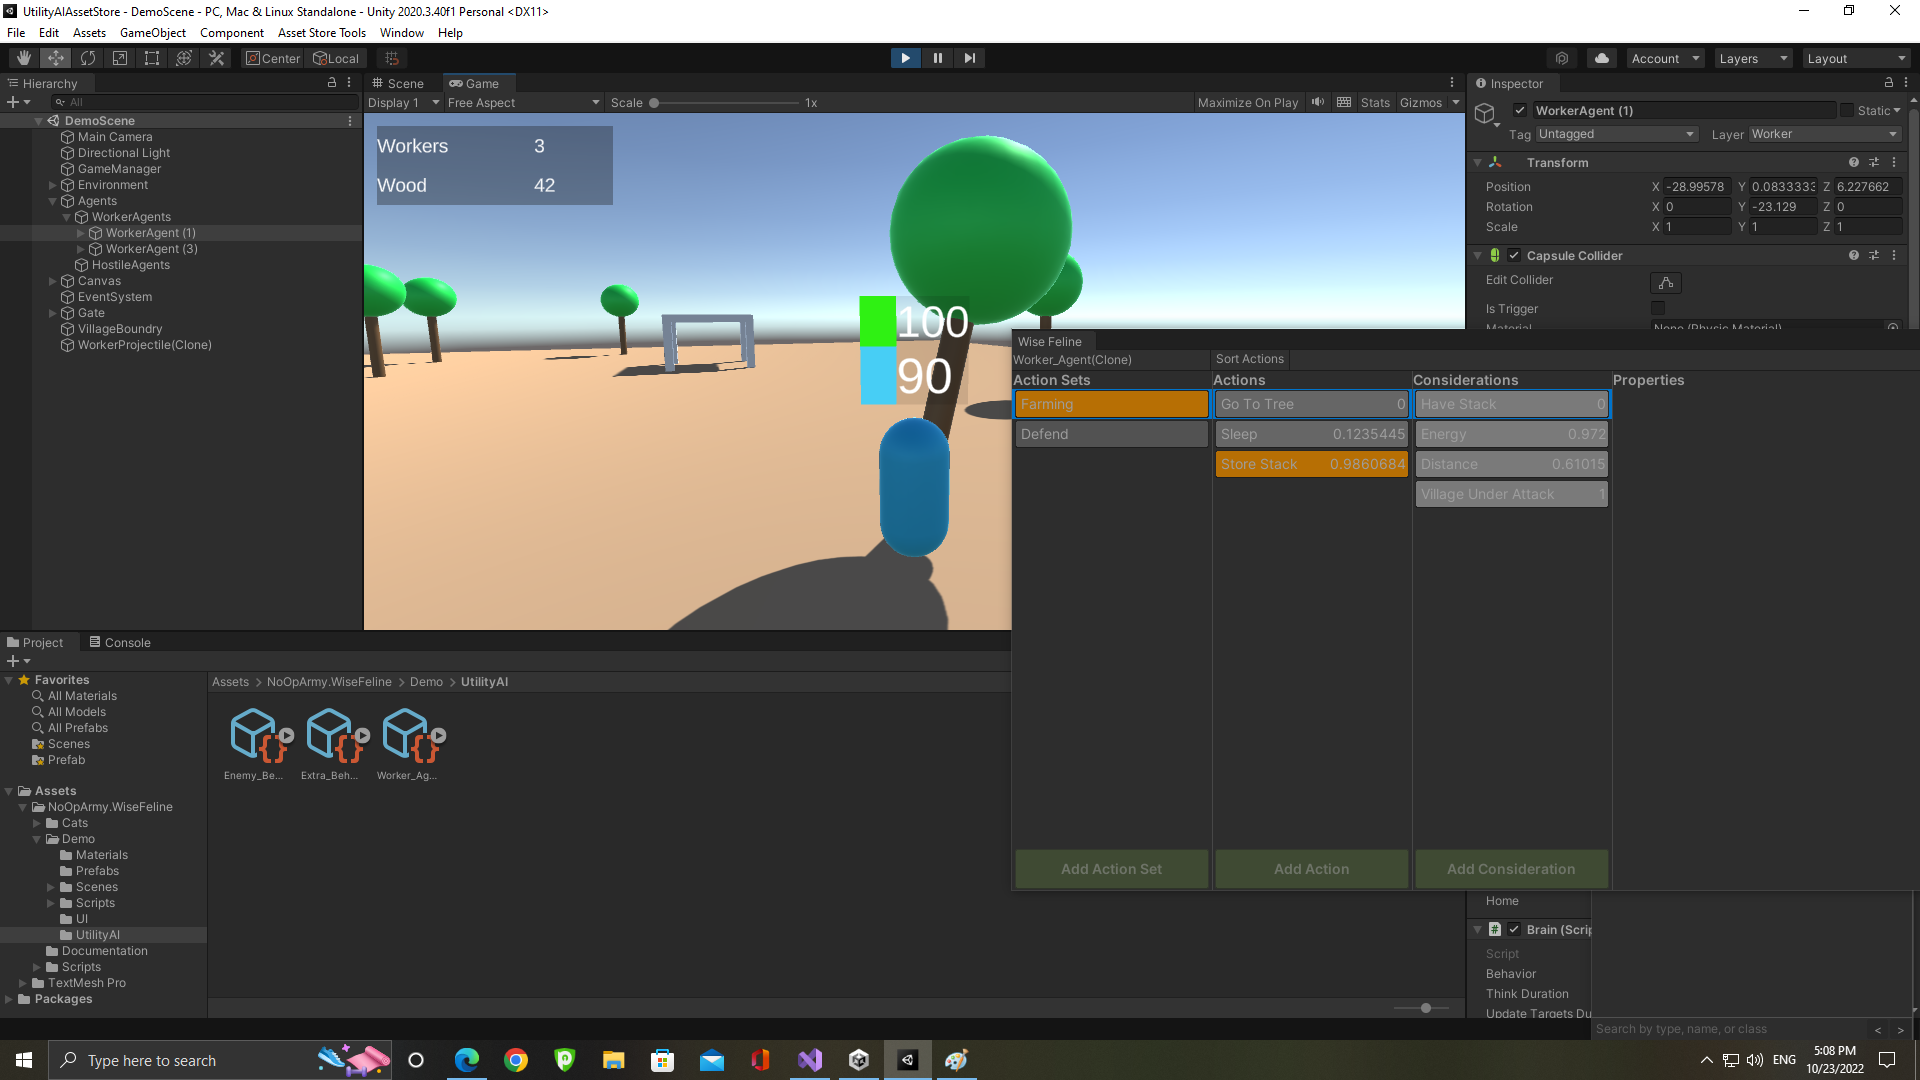 UtilityAIAssetStore - DemoScene - PC, Mac & Linux Standalone - Unity 2020.3.40f1 Personal <DX11>
File Edit Assets GameObject Component Asset Store Tools Window Help
Center Local Account Layers Layout
Hierarchy
All
DemoScene
Main Camera
Directional Light
GameManager
Environment
Agents
WorkerAgents
WorkerAgent (1)
WorkerAgent (3)
HostileAgents
Canvas
EventSystem
Gate
VillageBoundry
WorkerProjectile(Clone)
Scene Game
Display 1 Free Aspect Scale 1x Maximize On Play Stats Gizmos
Workers 3
Wood 42
100
90
Inspector
WorkerAgent (1) Static
Tag Untagged Layer Worker
Transform
Position X -28.99578 Y 0.0833333 Z 6.227662
Rotation X 0 Y -23.129 Z 0
Scale X 1 Y 1 Z 1
Capsule Collider
Edit Collider
Is Trigger
Material None (Physic Material)
Wise Feline
Worker_Agent(Clone) Sort Actions
Action Sets Actions Considerations Properties
Farming Go To Tree 0 Have Stack 0
Defend Sleep 0.1235445 Energy 0.972
Store Stack 0.9860684 Distance 0.61015
Village Under Attack 1
Add Action Set Add Action Add Consideration
Home
Brain (Scrip
Script
Behavior
Think Duration
Update Targets Du
Search by type, name, or class < >
Project Console
Favorites
All Materials
All Models
All Prefabs
Scenes
Prefab
Assets
NoOpArmy.WiseFeline
Cats
Demo
Materials
Prefabs
Scenes
Scripts
UI
UtilityAI
Documentation
Scripts
TextMesh Pro
Packages
Assets > NoOpArmy.WiseFeline > Demo > UtilityAI
Enemy_Be... Extra_Beh... Worker_Ag...
Type here to search
ENG
5:08 PM
10/23/2022